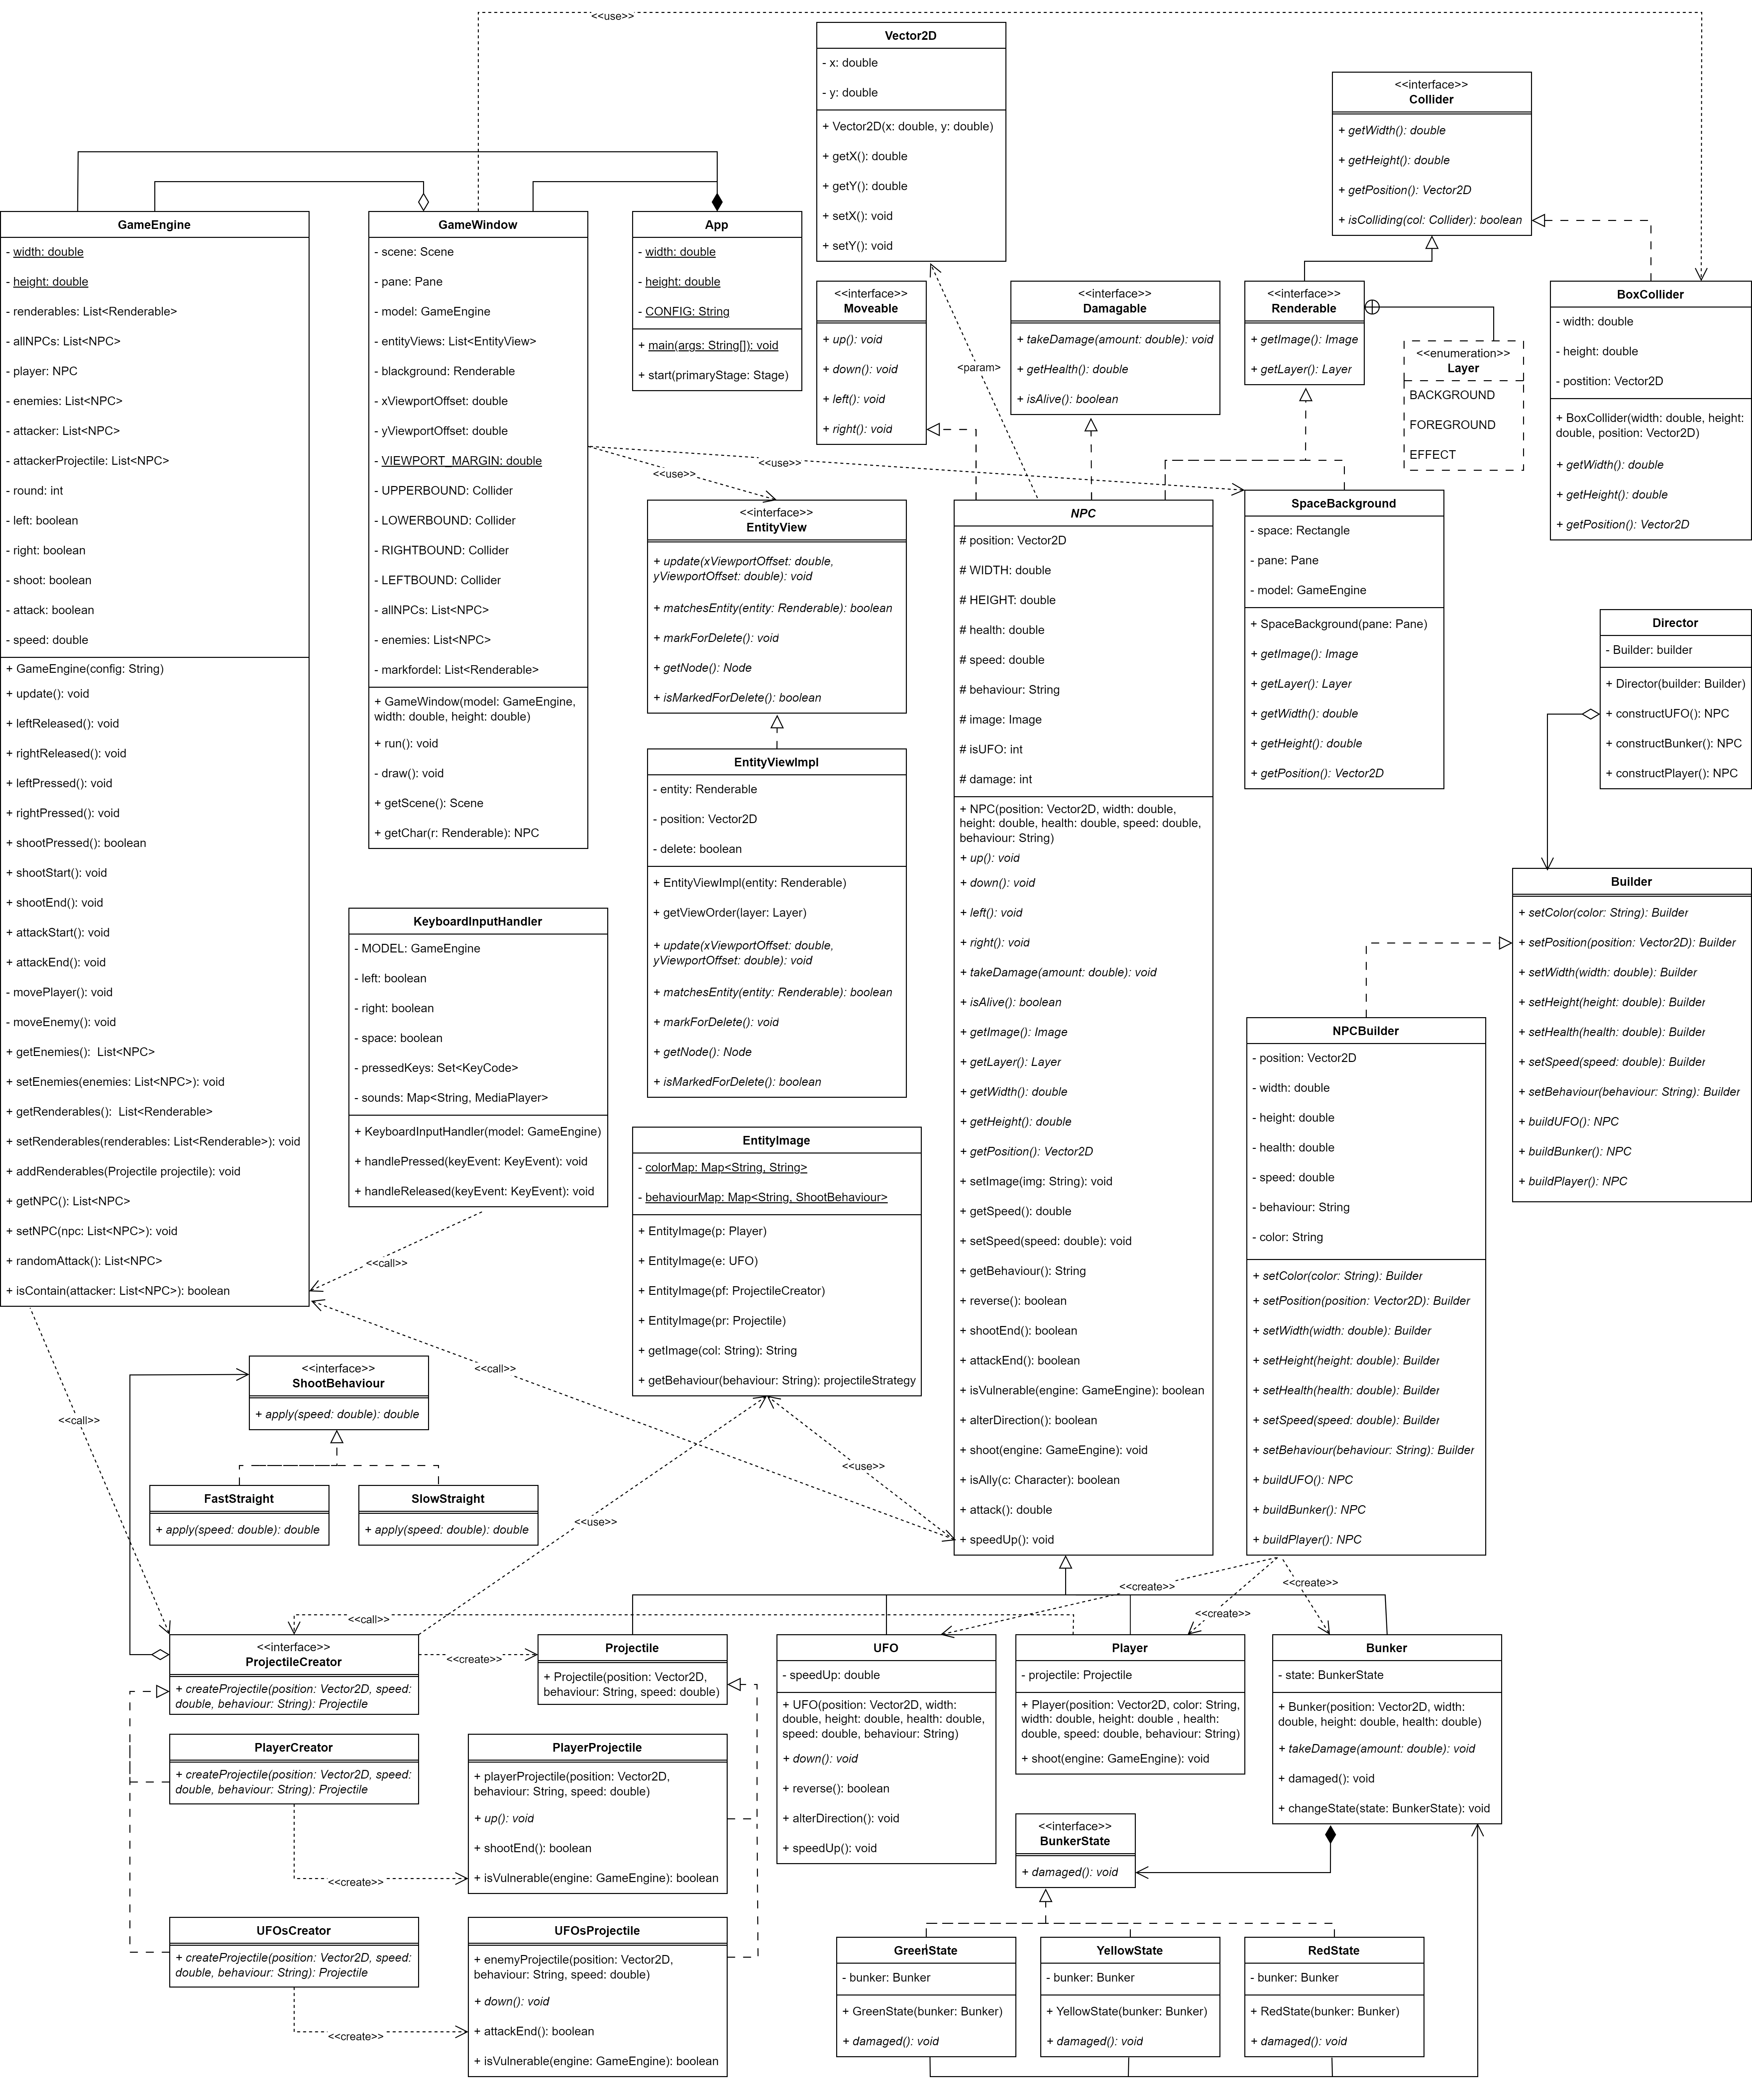 <<use>>
Vector2D
- x: double
- y: double
+ Vector2D(x: double, y: double)
+ getX(): double
+ getY(): double
+ setX(): void
+ setY(): void
<<interface>>
Collider
+ getWidth(): double
+ getHeight(): double
+ getPosition(): Vector2D
+ isColliding(col: Collider): boolean
GameEngine
- width: double
- height: double
- renderables: List<Renderable>
- allNPCs: List<NPC>
- player: NPC
- enemies: List<NPC>
- attacker: List<NPC>
- attackerProjectile: List<NPC>
- round: int
- left: boolean
- right: boolean
- shoot: boolean
- attack: boolean
- speed: double
+ GameEngine(config: String)
+ update(): void
+ leftReleased(): void
+ rightReleased(): void
+ leftPressed(): void
+ rightPressed(): void
+ shootPressed(): boolean
+ shootStart(): void
+ shootEnd(): void
+ attackStart(): void
+ attackEnd(): void
- movePlayer(): void
- moveEnemy(): void
+ getEnemies():  List<NPC>
+ setEnemies(enemies: List<NPC>): void
+ getRenderables():  List<Renderable>
+ setRenderables(renderables: List<Renderable>): void
+ addRenderables(Projectile projectile): void
+ getNPC(): List<NPC>
+ setNPC(npc: List<NPC>): void
+ randomAttack(): List<NPC>
+ isContain(attacker: List<NPC>): boolean
GameWindow
- scene: Scene
- pane: Pane
- model: GameEngine
- entityViews: List<EntityView>
- blackground: Renderable
- xViewportOffset: double
- yViewportOffset: double
- VIEWPORT_MARGIN: double
- UPPERBOUND: Collider
- LOWERBOUND: Collider
- RIGHTBOUND: Collider
- LEFTBOUND: Collider
- allNPCs: List<NPC>
- enemies: List<NPC>
- markfordel: List<Renderable>
+ GameWindow(model: GameEngine,
width: double, height: double)
+ run(): void
- draw(): void
+ getScene(): Scene
+ getChar(r: Renderable): NPC
App
- width: double
- height: double
- CONFIG: String
+ main(args: String[]): void
+ start(primaryStage: Stage)
<<interface>>
Moveable
+ up(): void
+ down(): void
+ left(): void
+ right(): void
<param>
<<interface>>
Damagable
+ takeDamage(amount: double): void
+ getHealth(): double
+ isAlive(): boolean
<<interface>>
Renderable
+ getImage(): Image
+ getLayer(): Layer
<<enumeration>>
Layer
BACKGROUND
FOREGROUND
EFFECT
BoxCollider
- width: double
- height: double
- postition: Vector2D
+ BoxCollider(width: double, height:
double, position: Vector2D)
+ getWidth(): double
+ getHeight(): double
+ getPosition(): Vector2D
<<use>>
<<use>>
<<interface>>
EntityView
+ update(xViewportOffset: double,
yViewportOffset: double): void
+ matchesEntity(entity: Renderable): boolean
+ markForDelete(): void
+ getNode(): Node
+ isMarkedForDelete(): boolean
EntityViewImpl
- entity: Renderable
- position: Vector2D
- delete: boolean
+ EntityViewImpl(entity: Renderable)
+ getViewOrder(layer: Layer)
+ update(xViewportOffset: double,
yViewportOffset: double): void
+ matchesEntity(entity: Renderable): boolean
+ markForDelete(): void
+ getNode(): Node
+ isMarkedForDelete(): boolean
NPC
# position: Vector2D
# WIDTH: double
# HEIGHT: double
# health: double
# speed: double
# behaviour: String
# image: Image
# isUFO: int
# damage: int
+ NPC(position: Vector2D, width: double,
height: double, health: double, speed: double,
behaviour: String)
+ up(): void
+ down(): void
+ left(): void
+ right(): void
+ takeDamage(amount: double): void
+ isAlive(): boolean
+ getImage(): Image
+ getLayer(): Layer
+ getWidth(): double
+ getHeight(): double
+ getPosition(): Vector2D
+ setImage(img: String): void
+ getSpeed(): double
+ setSpeed(speed: double): void
+ getBehaviour(): String
+ reverse(): boolean
+ shootEnd(): boolean
+ attackEnd(): boolean
+ isVulnerable(engine: GameEngine): boolean
+ alterDirection(): boolean
+ shoot(engine: GameEngine): void
+ isAlly(c: Character): boolean
+ attack(): double
+ speedUp(): void
SpaceBackground
- space: Rectangle
- pane: Pane
- model: GameEngine
+ SpaceBackground(pane: Pane)
+ getImage(): Image
+ getLayer(): Layer
+ getWidth(): double
+ getHeight(): double
+ getPosition(): Vector2D
Director
- Builder: builder
+ Director(builder: Builder)
+ constructUFO(): NPC
+ constructBunker(): NPC
+ constructPlayer(): NPC
Builder
+ setColor(color: String): Builder
+ setPosition(position: Vector2D): Builder
+ setWidth(width: double): Builder
+ setHeight(height: double): Builder
+ setHealth(health: double): Builder
+ setSpeed(speed: double): Builder
+ setBehaviour(behaviour: String): Builder
+ buildUFO(): NPC
+ buildBunker(): NPC
+ buildPlayer(): NPC
NPCBuilder
- position: Vector2D
- width: double
- height: double
- health: double
- speed: double
- behaviour: String
- color: String
+ setColor(color: String): Builder
+ setPosition(position: Vector2D): Builder
+ setWidth(width: double): Builder
+ setHeight(height: double): Builder
+ setHealth(health: double): Builder
+ setSpeed(speed: double): Builder
+ setBehaviour(behaviour: String): Builder
+ buildUFO(): NPC
+ buildBunker(): NPC
+ buildPlayer(): NPC
KeyboardInputHandler
- MODEL: GameEngine
- left: boolean
- right: boolean
- space: boolean
- pressedKeys: Set<KeyCode>
- sounds: Map<String, MediaPlayer>
+ KeyboardInputHandler(model: GameEngine)
+ handlePressed(keyEvent: KeyEvent): void
+ handleReleased(keyEvent: KeyEvent): void
<<call>>
EntityImage
- colorMap: Map<String, String>
- behaviourMap: Map<String, ShootBehaviour>
+ EntityImage(p: Player)
+ EntityImage(e: UFO)
+ EntityImage(pf: ProjectileCreator)
+ EntityImage(pr: Projectile)
+ getImage(col: String): String
+ getBehaviour(behaviour: String): projectileStrategy
<<call>>
<<call>>
<<use>>
<<use>>
<<interface>>
ShootBehaviour
+ apply(speed: double): double
FastStraight
+ apply(speed: double): double
SlowStraight
+ apply(speed: double): double
<<create>>
<<create>>
<<create>>
<<call>>
<<interface>>
ProjectileCreator
+ createProjectile(position: Vector2D, speed:
double, behaviour: String): Projectile
<<create>>
Projectile
+ Projectile(position: Vector2D,
behaviour: String, speed: double)
UFO
- speedUp: double
+ UFO(position: Vector2D, width:
double, height: double, health: double,
speed: double, behaviour: String)
+ down(): void
+ reverse(): boolean
+ alterDirection(): void
+ speedUp(): void
Player
- projectile: Projectile
+ Player(position: Vector2D, color: String,
width: double, height: double , health:
double, speed: double, behaviour: String)
+ shoot(engine: GameEngine): void
Bunker
- state: BunkerState
+ Bunker(position: Vector2D, width:
double, height: double, health: double)
+ takeDamage(amount: double): void
+ damaged(): void
+ changeState(state: BunkerState): void
PlayerCreator
+ createProjectile(position: Vector2D, speed:
double, behaviour: String): Projectile
<<create>>
PlayerProjectile
+ playerProjectile(position: Vector2D,
behaviour: String, speed: double)
+ up(): void
+ shootEnd(): boolean
+ isVulnerable(engine: GameEngine): boolean
<<interface>>
BunkerState
+ damaged(): void
UFOsCreator
+ createProjectile(position: Vector2D, speed:
double, behaviour: String): Projectile
<<create>>
UFOsProjectile
+ enemyProjectile(position: Vector2D,
behaviour: String, speed: double)
+ down(): void
+ attackEnd(): boolean
+ isVulnerable(engine: GameEngine): boolean
GreenState
- bunker: Bunker
+ GreenState(bunker: Bunker)
+ damaged(): void
YellowState
- bunker: Bunker
+ YellowState(bunker: Bunker)
+ damaged(): void
RedState
- bunker: Bunker
+ RedState(bunker: Bunker)
+ damaged(): void